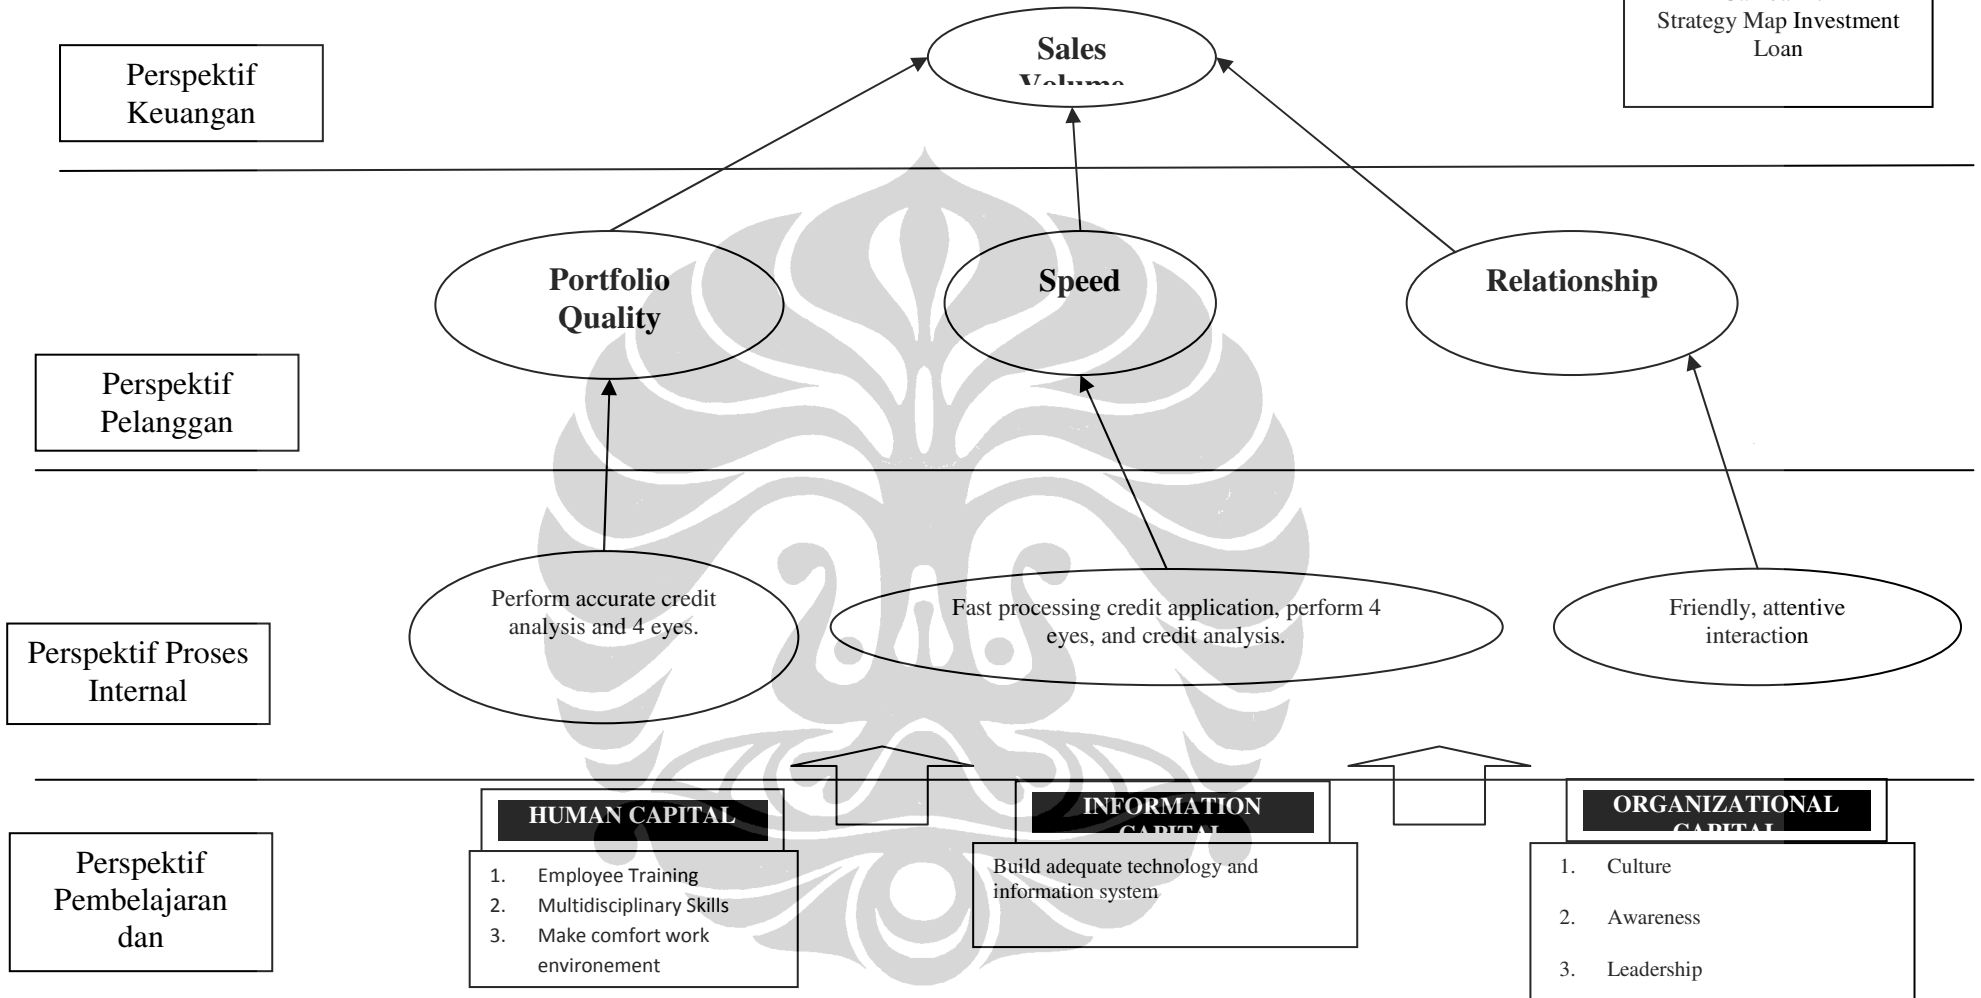 Strategy Map Investment
Loan
Perspektif
Keuangan
Sales
Volume
Portfolio
Quality
Speed
Relationship
Perspektif
Pelanggan
Perform accurate credit
analysis and 4 eyes.
Fast processing credit application, perform 4
eyes, and credit analysis.
Friendly, attentive
interaction
Perspektif Proses
Internal
HUMAN CAPITAL
INFORMATION
CAPITAL
ORGANIZATIONAL
CAPITAL
Perspektif
Pembelajaran
dan
1. Employee Training
2. Multidisciplinary Skills
3. Make comfort work
environement
Build adequate technology and
information system
1. Culture
2. Awareness
3. Leadership